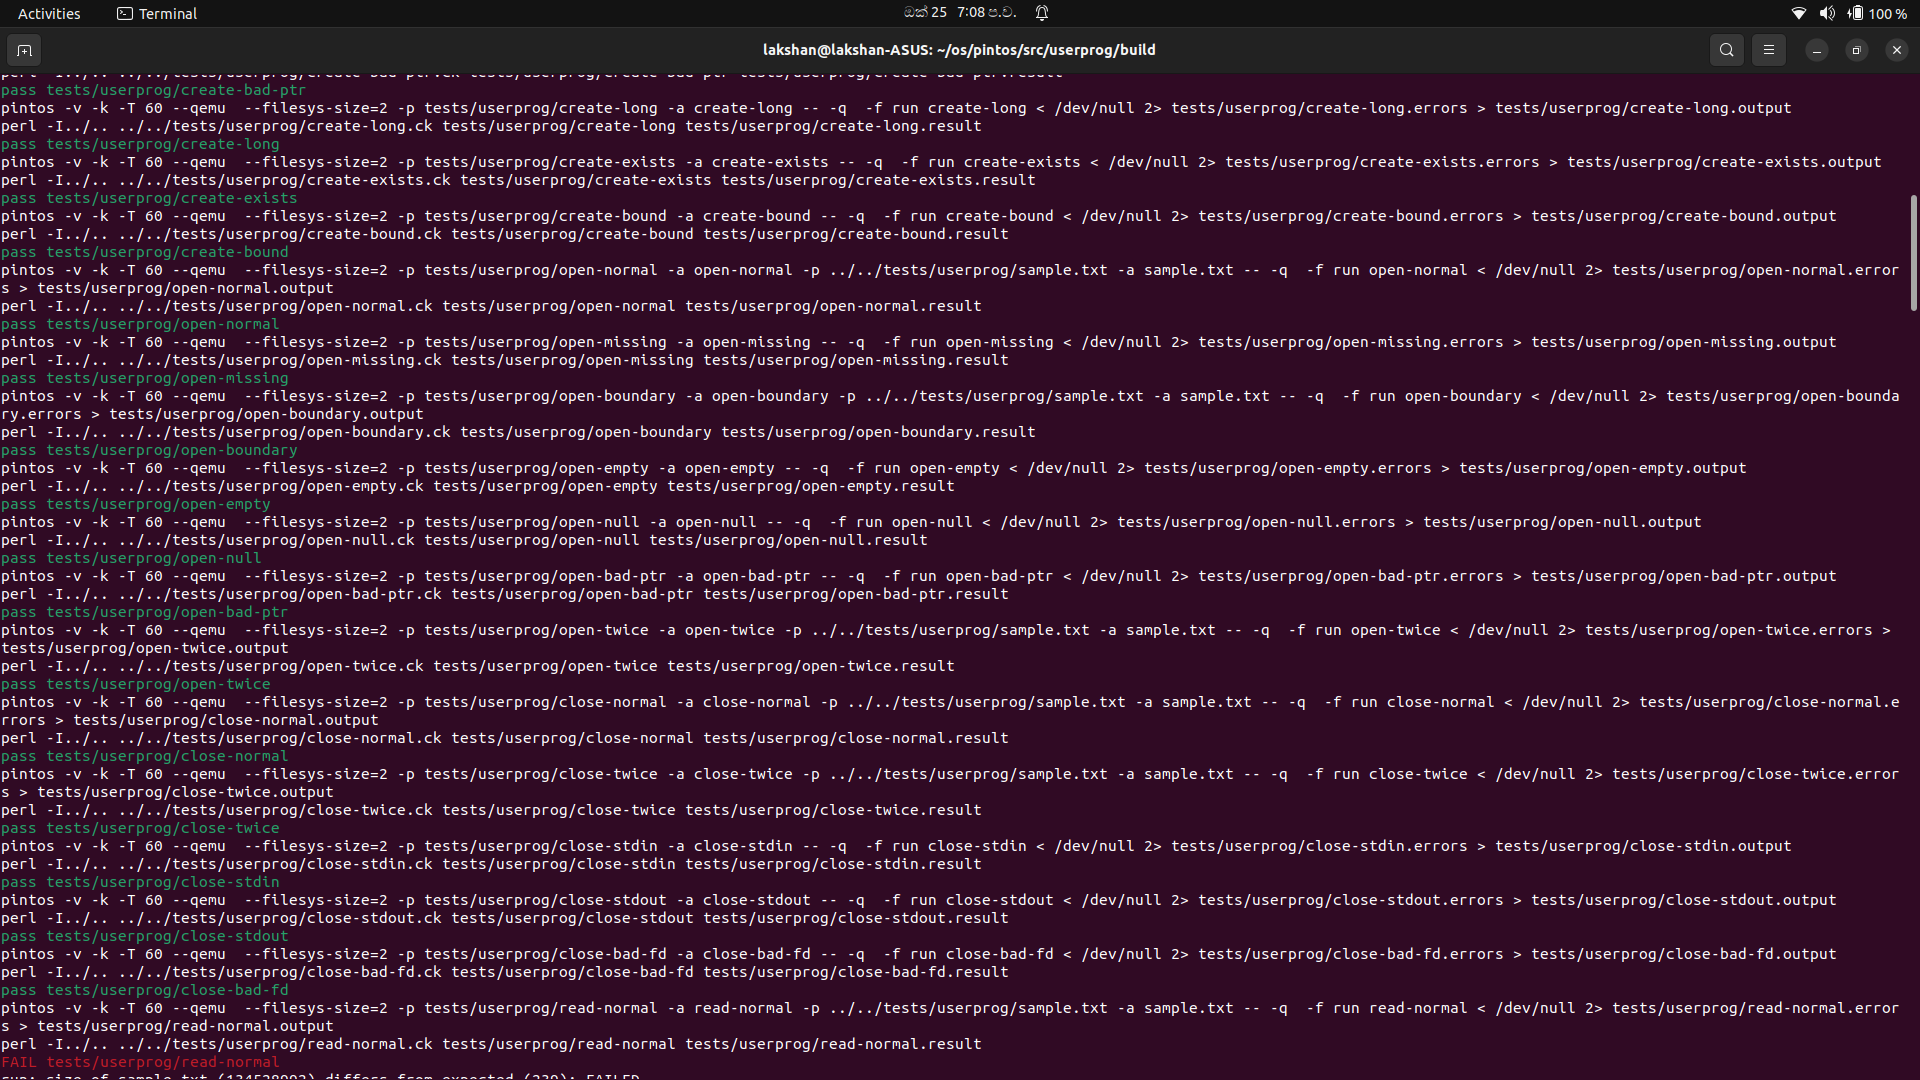 Activities
Terminal
ඔක් 25 7:08 ප.ව.
100 %
lakshan@lakshan-ASUS: ~/os/pintos/src/userprog/build
perl -I../.. ../../tests/userprog/create-bad-ptr.ck tests/userprog/create-bad-ptr tests/userprog/create-bad-ptr.result
pass tests/userprog/create-bad-ptr
pintos -v -k -T 60 --qemu  --filesys-size=2 -p tests/userprog/create-long -a create-long -- -q  -f run create-long < /dev/null 2> tests/userprog/create-long.errors > tests/userprog/create-long.output
perl -I../.. ../../tests/userprog/create-long.ck tests/userprog/create-long tests/userprog/create-long.result
pass tests/userprog/create-long
pintos -v -k -T 60 --qemu  --filesys-size=2 -p tests/userprog/create-exists -a create-exists -- -q  -f run create-exists < /dev/null 2> tests/userprog/create-exists.errors > tests/userprog/create-exists.output
perl -I../.. ../../tests/userprog/create-exists.ck tests/userprog/create-exists tests/userprog/create-exists.result
pass tests/userprog/create-exists
pintos -v -k -T 60 --qemu  --filesys-size=2 -p tests/userprog/create-bound -a create-bound -- -q  -f run create-bound < /dev/null 2> tests/userprog/create-bound.errors > tests/userprog/create-bound.output
perl -I../.. ../../tests/userprog/create-bound.ck tests/userprog/create-bound tests/userprog/create-bound.result
pass tests/userprog/create-bound
pintos -v -k -T 60 --qemu  --filesys-size=2 -p tests/userprog/open-normal -a open-normal -p ../../tests/userprog/sample.txt -a sample.txt -- -q  -f run open-normal < /dev/null 2> tests/userprog/open-normal.error
s > tests/userprog/open-normal.output
perl -I../.. ../../tests/userprog/open-normal.ck tests/userprog/open-normal tests/userprog/open-normal.result
pass tests/userprog/open-normal
pintos -v -k -T 60 --qemu  --filesys-size=2 -p tests/userprog/open-missing -a open-missing -- -q  -f run open-missing < /dev/null 2> tests/userprog/open-missing.errors > tests/userprog/open-missing.output
perl -I../.. ../../tests/userprog/open-missing.ck tests/userprog/open-missing tests/userprog/open-missing.result
pass tests/userprog/open-missing
pintos -v -k -T 60 --qemu  --filesys-size=2 -p tests/userprog/open-boundary -a open-boundary -p ../../tests/userprog/sample.txt -a sample.txt -- -q  -f run open-boundary < /dev/null 2> tests/userprog/open-bounda
ry.errors > tests/userprog/open-boundary.output
perl -I../.. ../../tests/userprog/open-boundary.ck tests/userprog/open-boundary tests/userprog/open-boundary.result
pass tests/userprog/open-boundary
pintos -v -k -T 60 --qemu  --filesys-size=2 -p tests/userprog/open-empty -a open-empty -- -q  -f run open-empty < /dev/null 2> tests/userprog/open-empty.errors > tests/userprog/open-empty.output
perl -I../.. ../../tests/userprog/open-empty.ck tests/userprog/open-empty tests/userprog/open-empty.result
pass tests/userprog/open-empty
pintos -v -k -T 60 --qemu  --filesys-size=2 -p tests/userprog/open-null -a open-null -- -q  -f run open-null < /dev/null 2> tests/userprog/open-null.errors > tests/userprog/open-null.output
perl -I../.. ../../tests/userprog/open-null.ck tests/userprog/open-null tests/userprog/open-null.result
pass tests/userprog/open-null
pintos -v -k -T 60 --qemu  --filesys-size=2 -p tests/userprog/open-bad-ptr -a open-bad-ptr -- -q  -f run open-bad-ptr < /dev/null 2> tests/userprog/open-bad-ptr.errors > tests/userprog/open-bad-ptr.output
perl -I../.. ../../tests/userprog/open-bad-ptr.ck tests/userprog/open-bad-ptr tests/userprog/open-bad-ptr.result
pass tests/userprog/open-bad-ptr
pintos -v -k -T 60 --qemu  --filesys-size=2 -p tests/userprog/open-twice -a open-twice -p ../../tests/userprog/sample.txt -a sample.txt -- -q  -f run open-twice < /dev/null 2> tests/userprog/open-twice.errors >
tests/userprog/open-twice.output
perl -I../.. ../../tests/userprog/open-twice.ck tests/userprog/open-twice tests/userprog/open-twice.result
pass tests/userprog/open-twice
pintos -v -k -T 60 --qemu  --filesys-size=2 -p tests/userprog/close-normal -a close-normal -p ../../tests/userprog/sample.txt -a sample.txt -- -q  -f run close-normal < /dev/null 2> tests/userprog/close-normal.e
rrors > tests/userprog/close-normal.output
perl -I../.. ../../tests/userprog/close-normal.ck tests/userprog/close-normal tests/userprog/close-normal.result
pass tests/userprog/close-normal
pintos -v -k -T 60 --qemu  --filesys-size=2 -p tests/userprog/close-twice -a close-twice -p ../../tests/userprog/sample.txt -a sample.txt -- -q  -f run close-twice < /dev/null 2> tests/userprog/close-twice.error
s > tests/userprog/close-twice.output
perl -I../.. ../../tests/userprog/close-twice.ck tests/userprog/close-twice tests/userprog/close-twice.result
pass tests/userprog/close-twice
pintos -v -k -T 60 --qemu  --filesys-size=2 -p tests/userprog/close-stdin -a close-stdin -- -q  -f run close-stdin < /dev/null 2> tests/userprog/close-stdin.errors > tests/userprog/close-stdin.output
perl -I../.. ../../tests/userprog/close-stdin.ck tests/userprog/close-stdin tests/userprog/close-stdin.result
pass tests/userprog/close-stdin
pintos -v -k -T 60 --qemu  --filesys-size=2 -p tests/userprog/close-stdout -a close-stdout -- -q  -f run close-stdout < /dev/null 2> tests/userprog/close-stdout.errors > tests/userprog/close-stdout.output
perl -I../.. ../../tests/userprog/close-stdout.ck tests/userprog/close-stdout tests/userprog/close-stdout.result
pass tests/userprog/close-stdout
pintos -v -k -T 60 --qemu  --filesys-size=2 -p tests/userprog/close-bad-fd -a close-bad-fd -- -q  -f run close-bad-fd < /dev/null 2> tests/userprog/close-bad-fd.errors > tests/userprog/close-bad-fd.output
perl -I../.. ../../tests/userprog/close-bad-fd.ck tests/userprog/close-bad-fd tests/userprog/close-bad-fd.result
pass tests/userprog/close-bad-fd
pintos -v -k -T 60 --qemu  --filesys-size=2 -p tests/userprog/read-normal -a read-normal -p ../../tests/userprog/sample.txt -a sample.txt -- -q  -f run read-normal < /dev/null 2> tests/userprog/read-normal.error
s > tests/userprog/read-normal.output
perl -I../.. ../../tests/userprog/read-normal.ck tests/userprog/read-normal tests/userprog/read-normal.result
FAIL tests/userprog/read-normal
run: size of sample.txt (134528992) differs from expected (239): FAILED